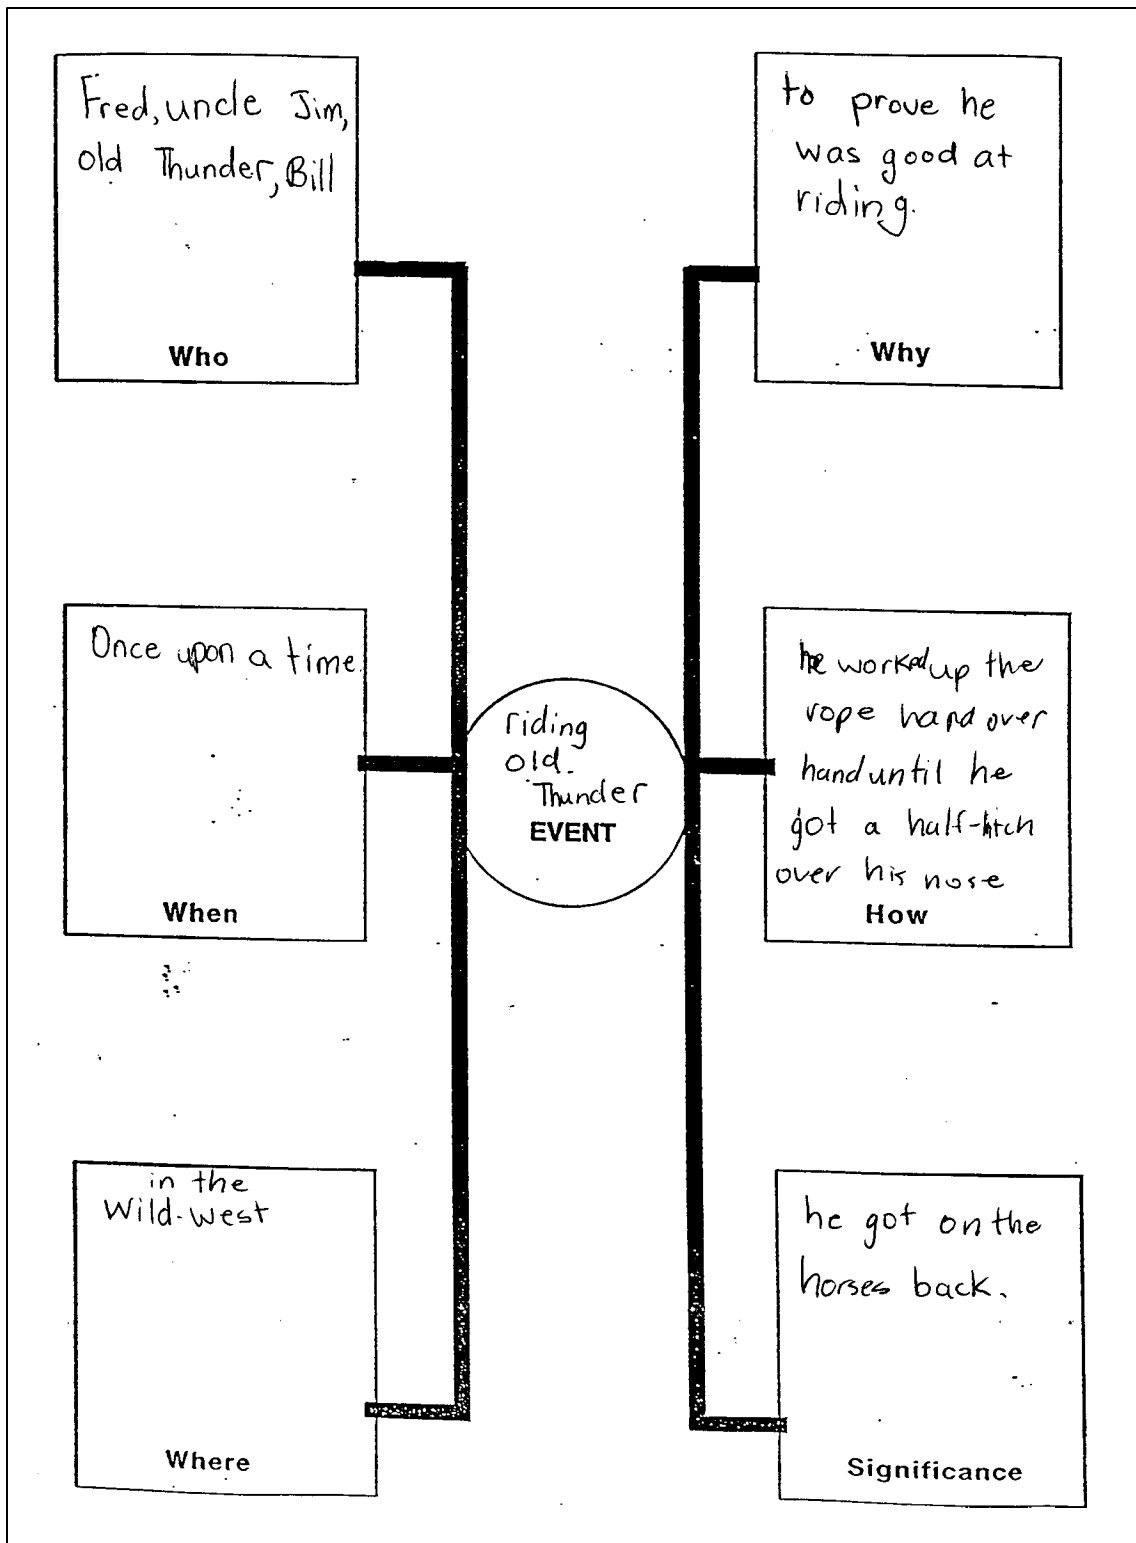 Fred, uncle Jim,
old Thunder, Bill
Who
to prove he
was good at
riding.
Why
Once upon a time
When
riding
old.
Thunder
EVENT
he worked up the
rope hand over
hand until he
got a half-hitch
over his nose
How
in the
Wild-west
Where
he got on the
horses back.
Significance